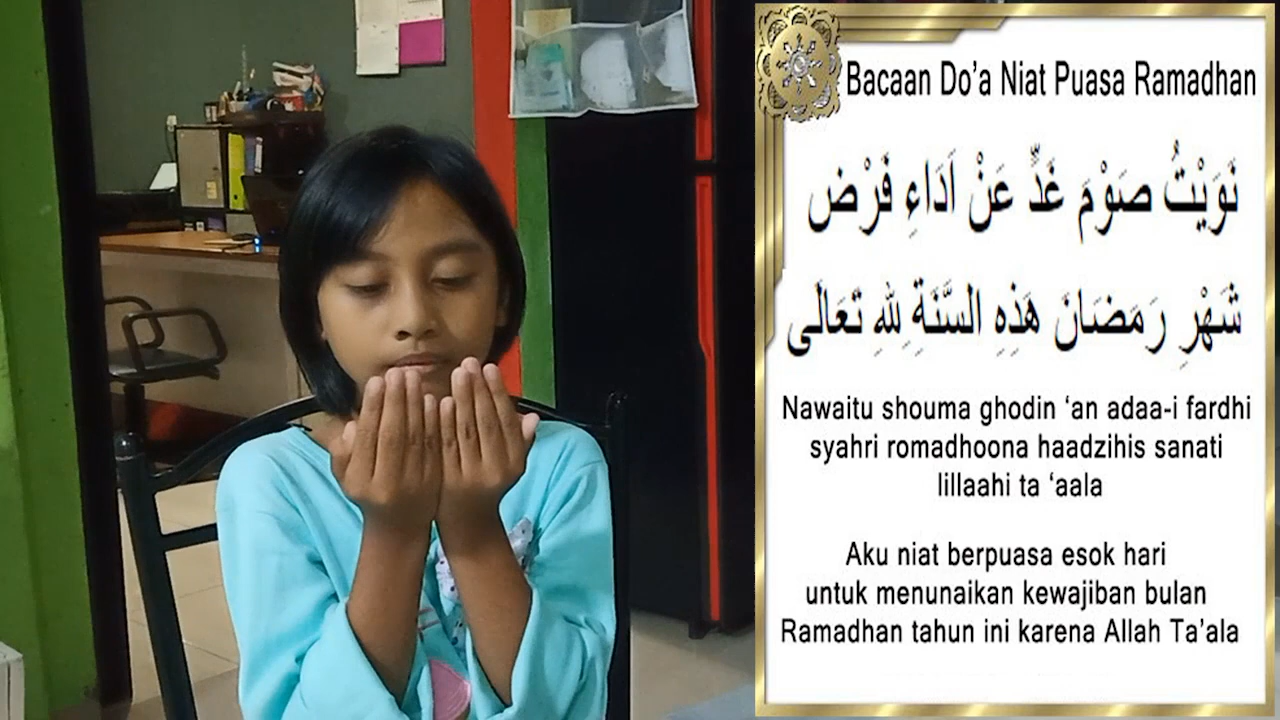 Bacaan Do’a Niat Puasa Ramadhan
نَوَيْتُ صَوْمَ غَدٍّ عَنْ اَدَاءِ فَرْض
شَهْرِ رَمَضَانَ هَذِهِ السَّنَةِ لِلهِ تَعَالَى
Nawaitu shouma ghodin ‘an adaa-i fardhi
syahri romadhoona haadzihis sanati
lillaahi ta ‘aala
Aku niat berpuasa esok hari
untuk menunaikan kewajiban bulan
Ramadhan tahun ini karena Allah Ta’ala